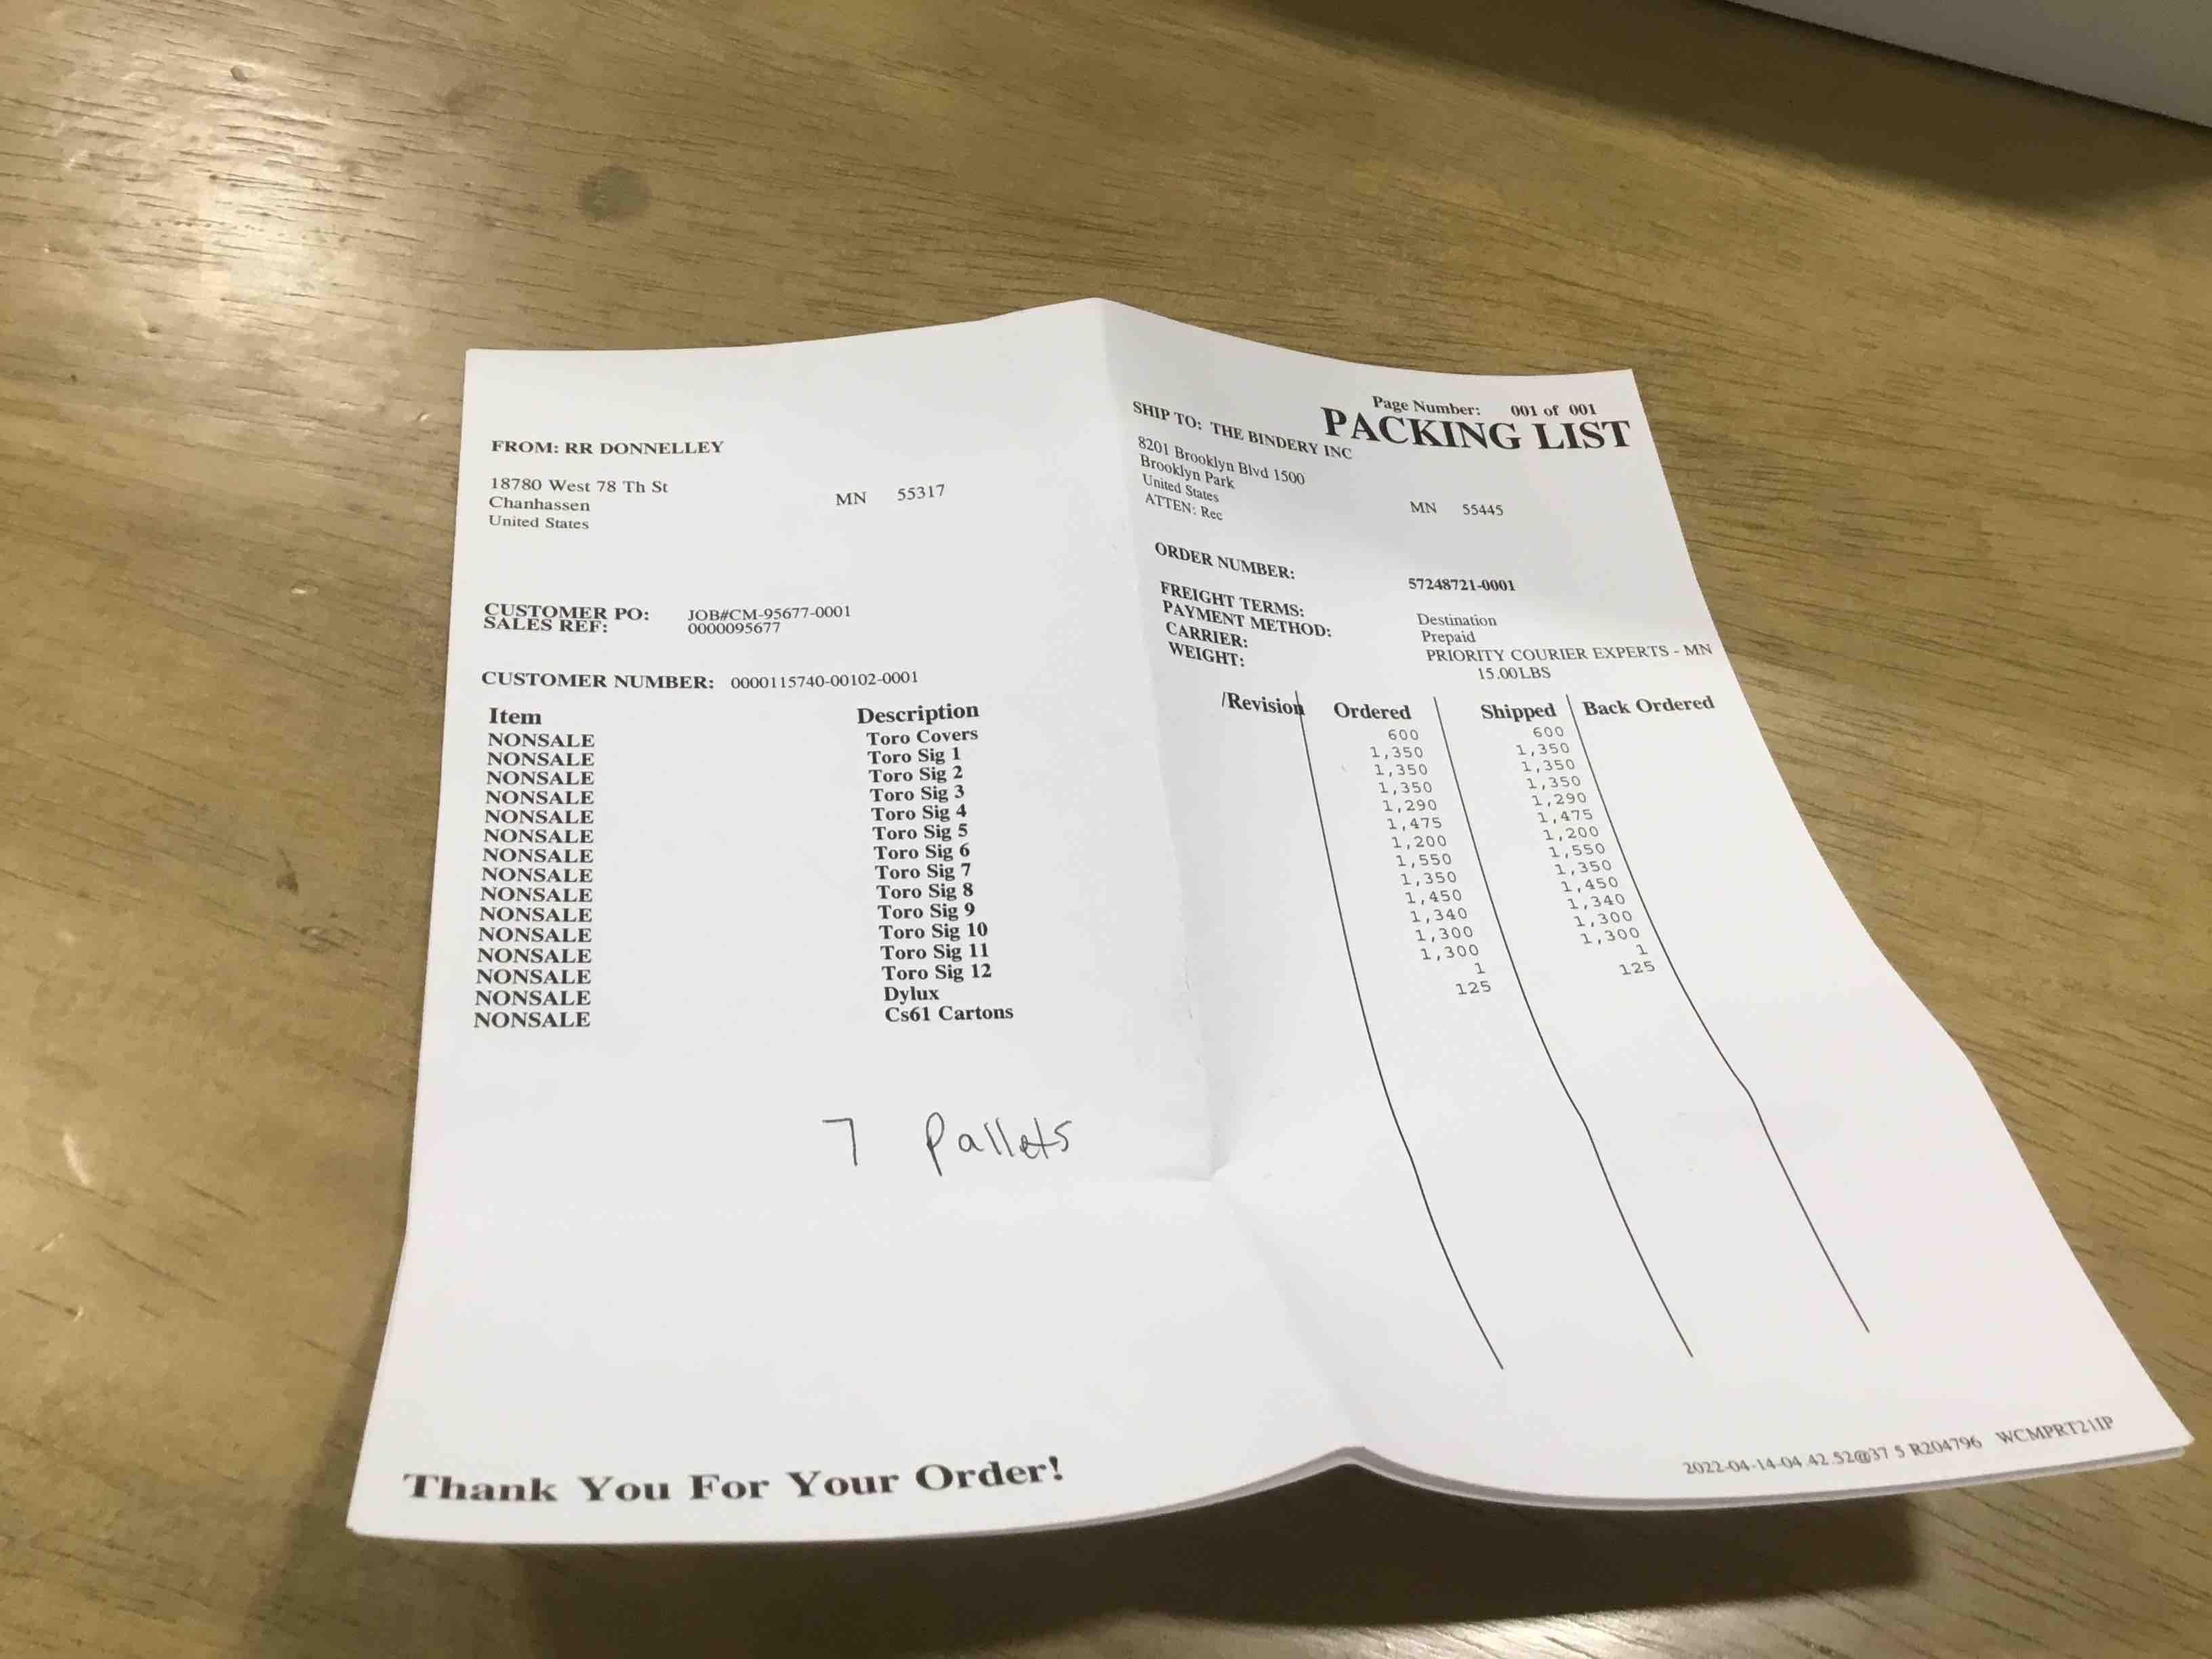 Page Number: 001 of 001
PACKING LIST
FROM: RR DONNELLEY
18780 West 78 Th St
Chanhassen MN 55317
United States
SHIP TO: THE BINDERY INC
8201 Brooklyn Blvd 1500
Brooklyn Park MN 55445
United States
ATTEN: Rec
CUSTOMER PO: JOB#CM-95677-0001
SALES REF: 0000095677
CUSTOMER NUMBER: 0000115740-00102-0001
ORDER NUMBER: 57248721-0001
FREIGHT TERMS: Destination
PAYMENT METHOD: Prepaid
CARRIER: PRIORITY COURIER EXPERTS - MN
WEIGHT: 15.00LBS
Item Description /Revision Ordered Shipped Back Ordered
NONSALE Toro Covers 600 600
NONSALE Toro Sig 1 1,350 1,350
NONSALE Toro Sig 2 1,350 1,350
NONSALE Toro Sig 3 1,350 1,350
NONSALE Toro Sig 4 1,290 1,290
NONSALE Toro Sig 5 1,475 1,475
NONSALE Toro Sig 6 1,200 1,200
NONSALE Toro Sig 7 1,550 1,550
NONSALE Toro Sig 8 1,350 1,350
NONSALE Toro Sig 9 1,450 1,450
NONSALE Toro Sig 10 1,340 1,340
NONSALE Toro Sig 11 1,300 1,300
NONSALE Toro Sig 12 1,300 1,300
NONSALE Dylux 1 1
NONSALE Cs61 Cartons 125 125
7 Pallets
Thank You For Your Order!
2022-04-14-04.42.52@37 5 R204796 WCMPRT21IP